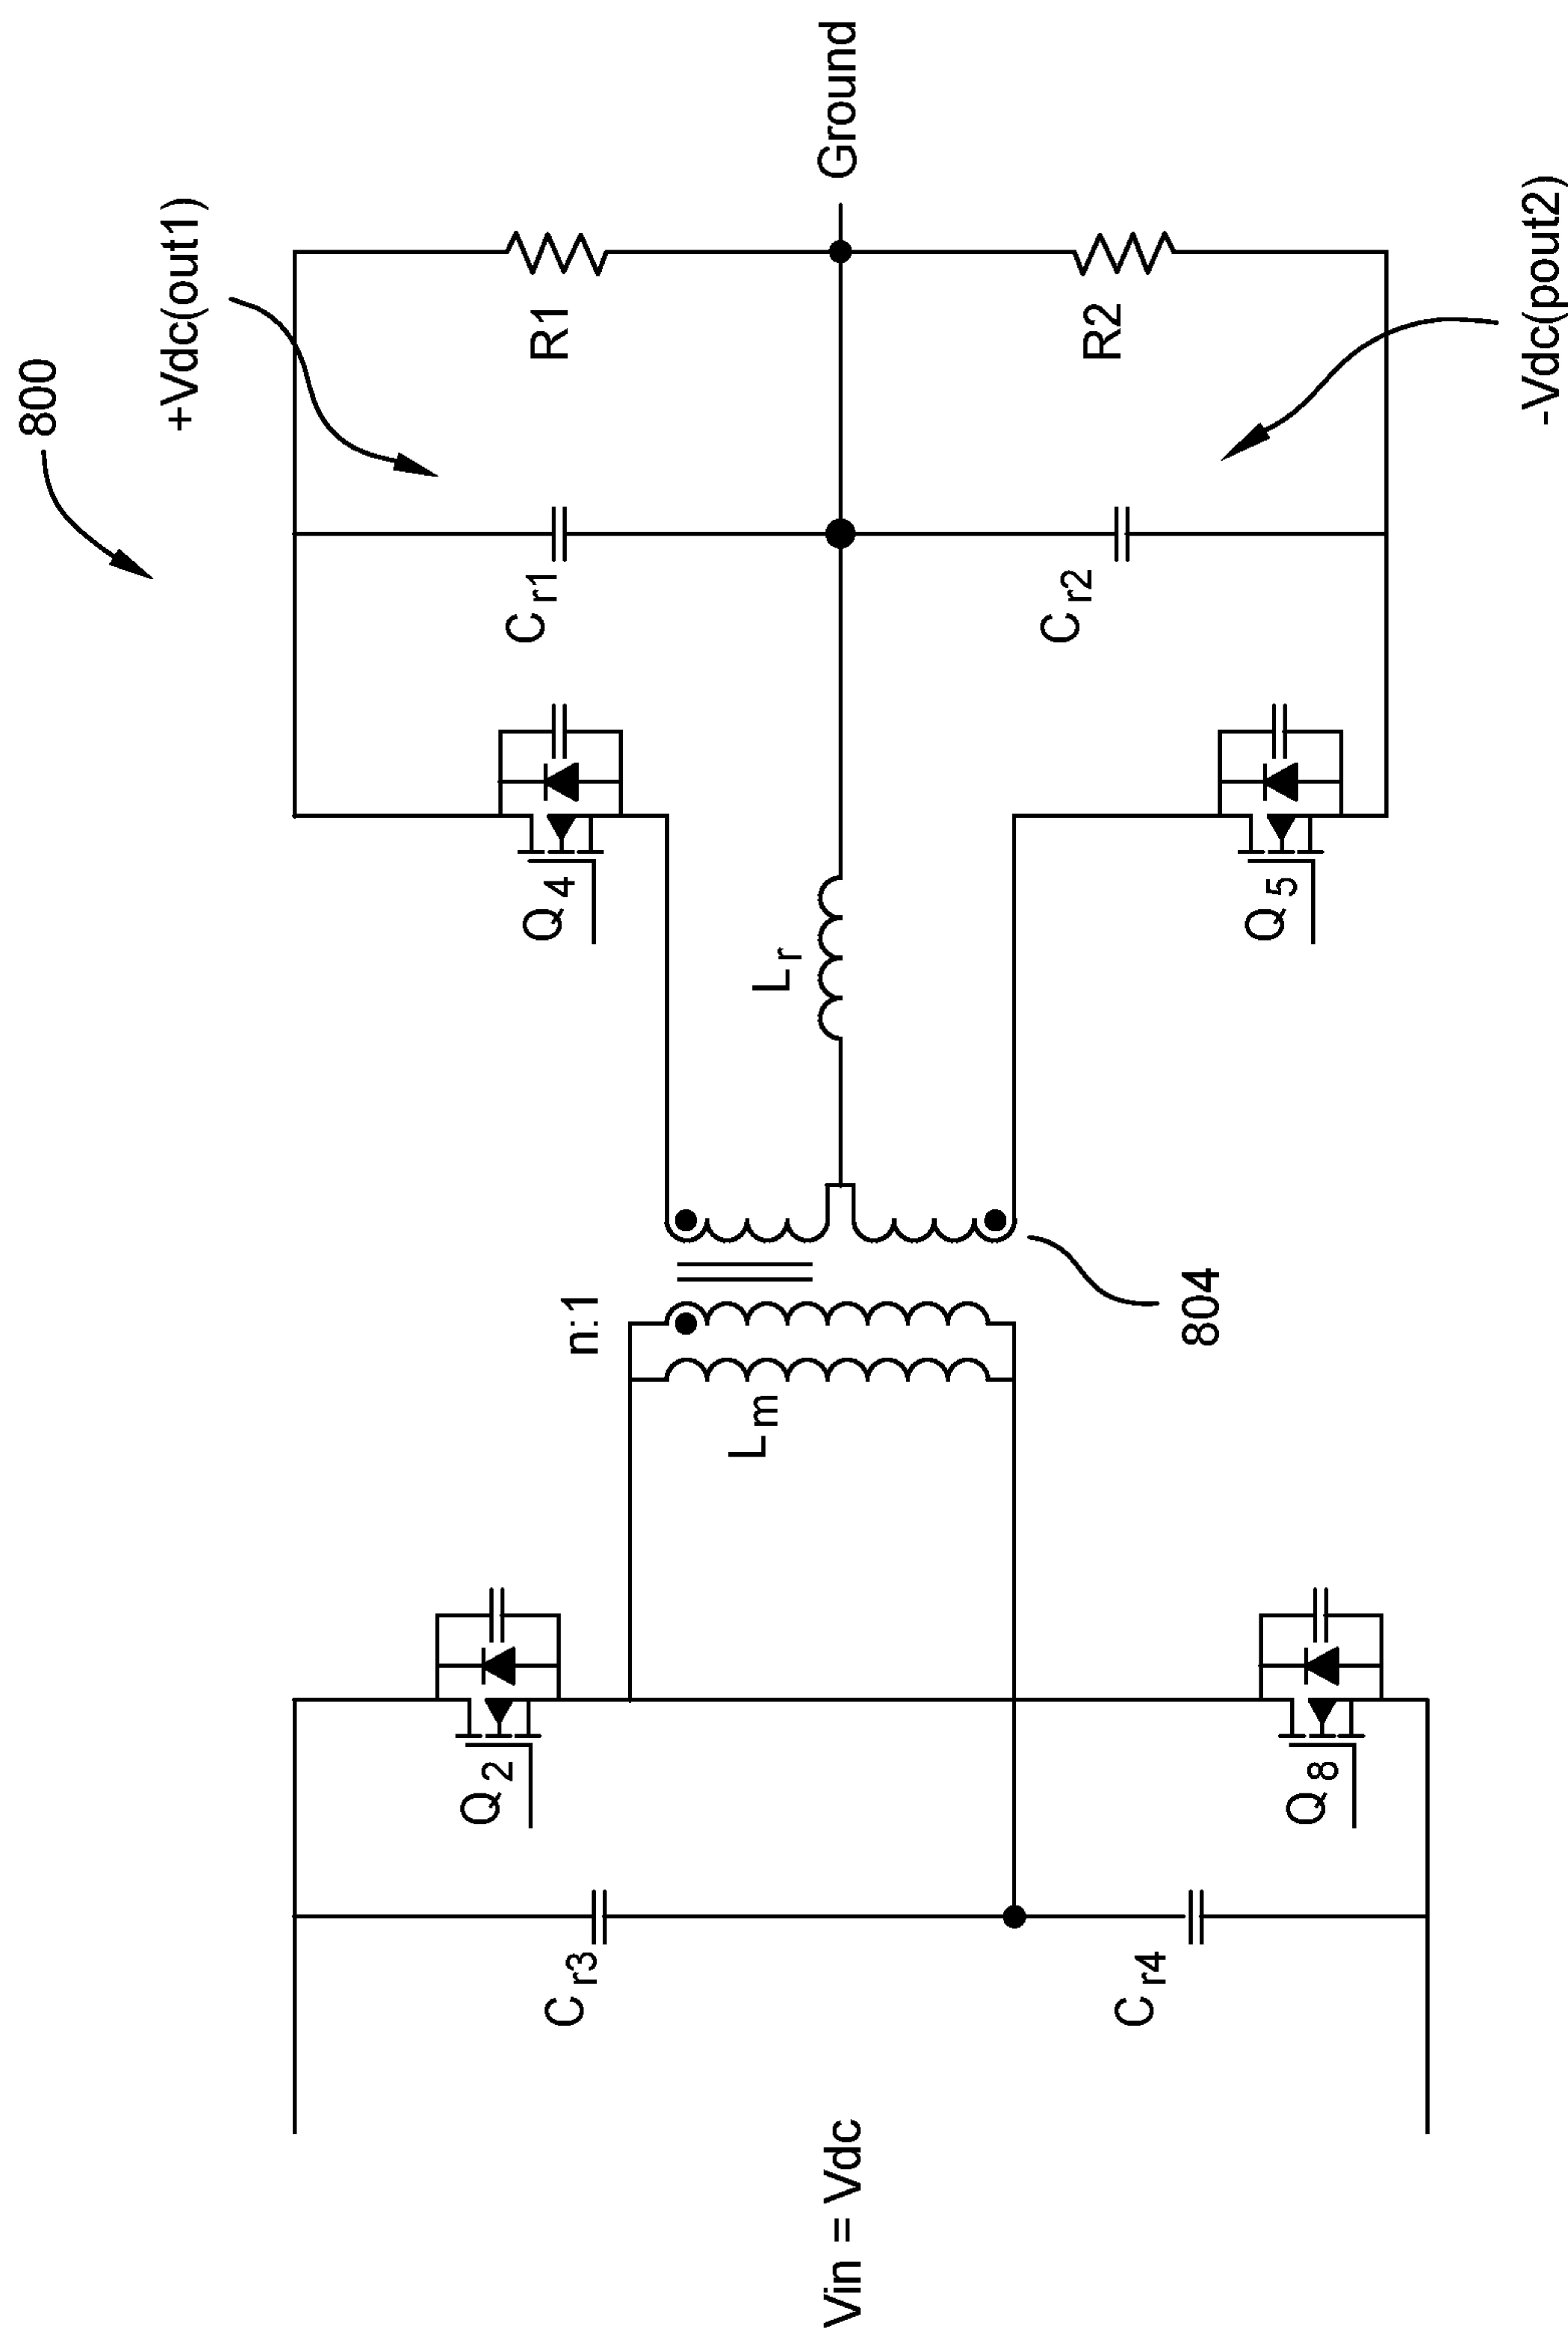 800
+Vdc(out1)
Cr1
R1
Q4
Lr
Ground
Cr2
R2
Q5
-Vdc(pout2)
n:1
Lm
804
Q2
Q8
Cr3
Cr4
Vin = Vdc